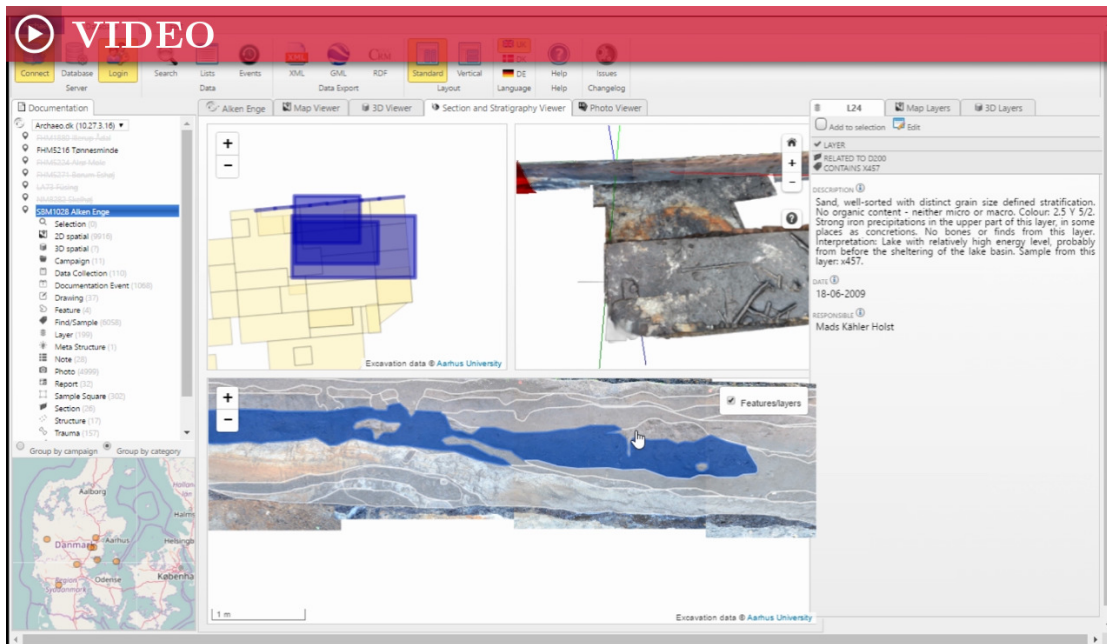 VIDEO
Connect Database Login Search Lists Events XML GML RDF Standard Vertical UK DK DE Help Issues
Server Data Data Export Layout Language Help Changelog
Documentation
Alken Enge Map Viewer 3D Viewer Section and Stratigraphy Viewer Photo Viewer
L24 Map Layers 3D Layers
Archaeo.dk (10.27.3.16)
FHM5216 Tønnesminde
SBM1028 Alken Enge
Selection (0)
2D spatial (9916)
3D spatial (7)
Campaign (11)
Data Collection (110)
Documentation Event (1068)
Drawing (37)
Feature (4)
Find/Sample (6058)
Layer (199)
Meta Structure (1)
Note (28)
Photo (4999)
Report (32)
Sample Square (302)
Section (26)
Structure (17)
Trauma (157)
Group by campaign Group by category
Aalborg
Danmark
Aarhus
Odense
Region
Syddanmark
Halms
Helsingb
Københa
Excavation data © Aarhus University
Features/layers
1 m
Excavation data © Aarhus University
Add to selection Edit
LAYER
RELATED TO D200
CONTAINS X457
DESCRIPTION
Sand, well-sorted with distinct grain size defined stratification.
No organic content - neither micro or macro. Colour: 2.5 Y 5/2.
Strong iron precipitations in the upper part of this layer, in some
places as concretions. No bones or finds from this layer.
Interpretation: Lake with relatively high energy level, probably
from before the sheltering of the lake basin. Sample from this
layer: x457.
DATE
18-06-2009
RESPONSIBLE
Mads Kähler Holst